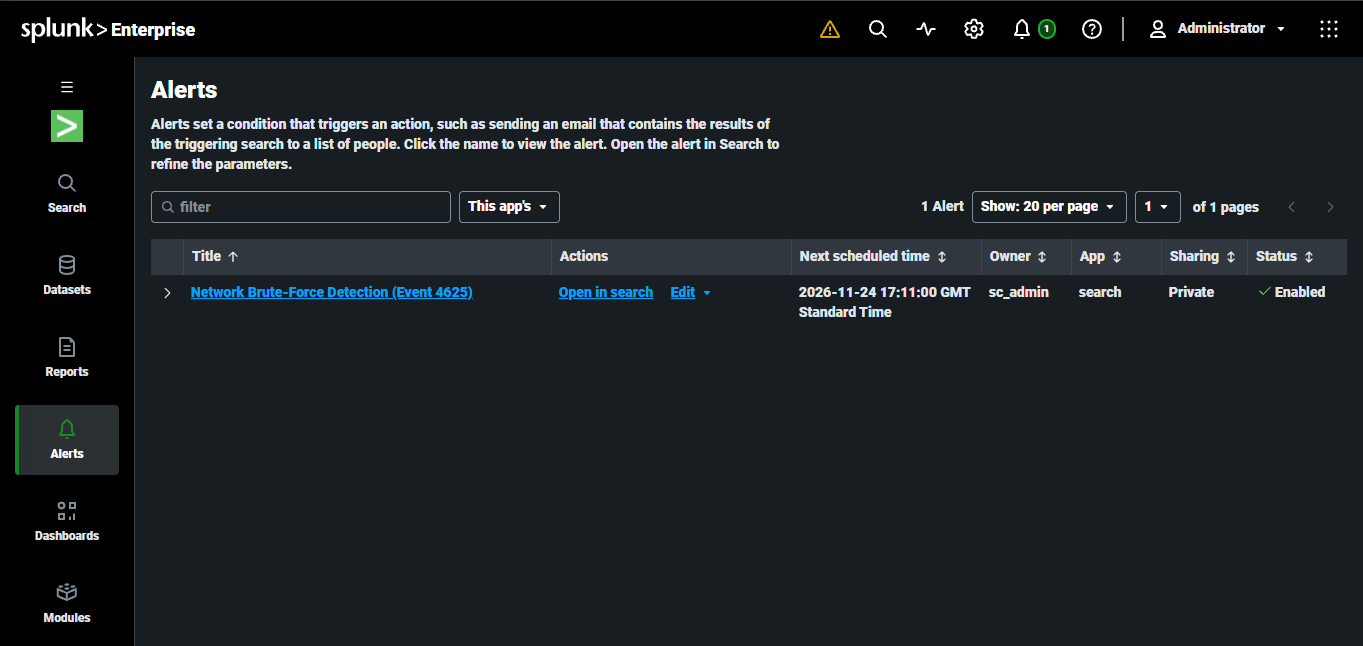 splunk> Enterprise
1
Administrator
Alerts
Alerts set a condition that triggers an action, such as sending an email that contains the results of
the triggering search to a list of people. Click the name to view the alert. Open the alert in Search to
refine the parameters.
Search
Datasets
Reports
Alerts
Dashboards
Modules
filter
This app's
1 Alert
Show: 20 per page
1
of 1 pages
Title
Actions
Next scheduled time
Owner
App
Sharing
Status
Network Brute-Force Detection (Event 4625)
Open in search
Edit
2026-11-24 17:11:00 GMT
Standard Time
sc_admin
search
Private
Enabled